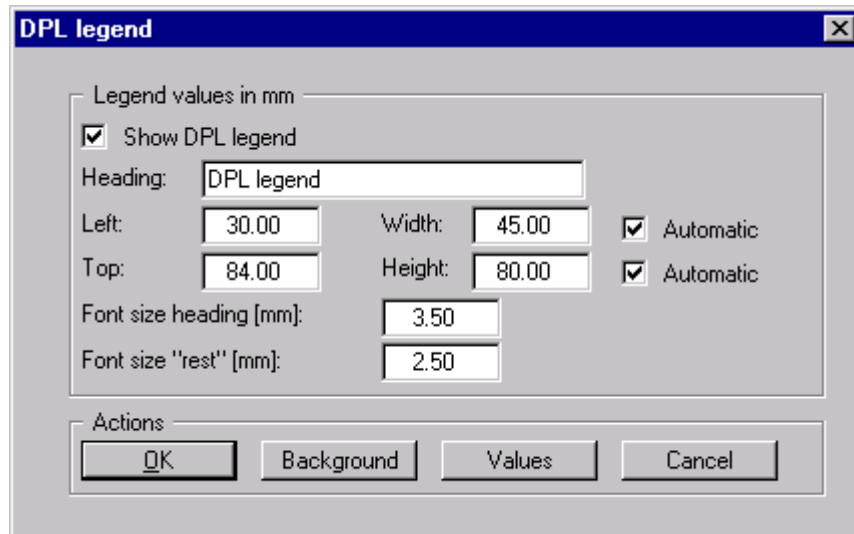 DPL legend
Legend values in mm
Show DPL legend
Heading: DPL legend
Left: 30.00 Width: 45.00 Automatic
Top: 84.00 Height: 80.00 Automatic
Font size heading [mm]: 3.50
Font size "rest" [mm]: 2.50
Actions
OK Background Values Cancel